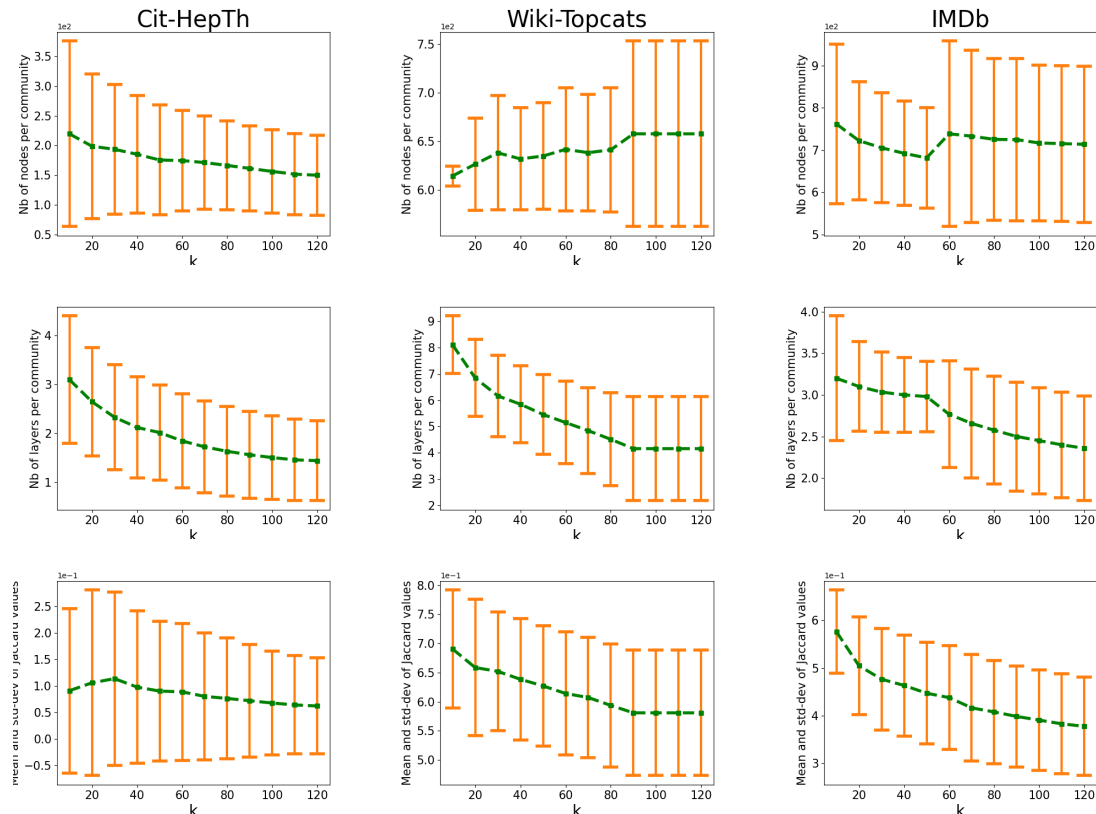 Cit-HepTh
Wiki-Topcats
IMDb
1e2
Nb of nodes per community
3.5
3.0
2.5
2.0
1.5
1.0
0.5
20 40 60 80 100 120
k
1e2
Nb of nodes per community
7.5
7.0
6.5
6.0
20 40 60 80 100 120
k
1e2
Nb of nodes per community
9
8
7
6
5
20 40 60 80 100 120
k
Nb of layers per community
4
3
2
1
20 40 60 80 100 120
k
Nb of layers per community
9
8
7
6
5
4
3
2
20 40 60 80 100 120
k
Nb of layers per community
4.0
3.5
3.0
2.5
2.0
20 40 60 80 100 120
k
1e−1
Mean and std-dev of Jaccard values
2.5
2.0
1.5
1.0
0.5
0.0
−0.5
20 40 60 80 100 120
k
1e−1
Mean and std-dev of Jaccard values
8.0
7.0
6.0
5.0
20 40 60 80 100 120
k
1e−1
Mean and std-dev of Jaccard values
6
5
4
3
20 40 60 80 100 120
k